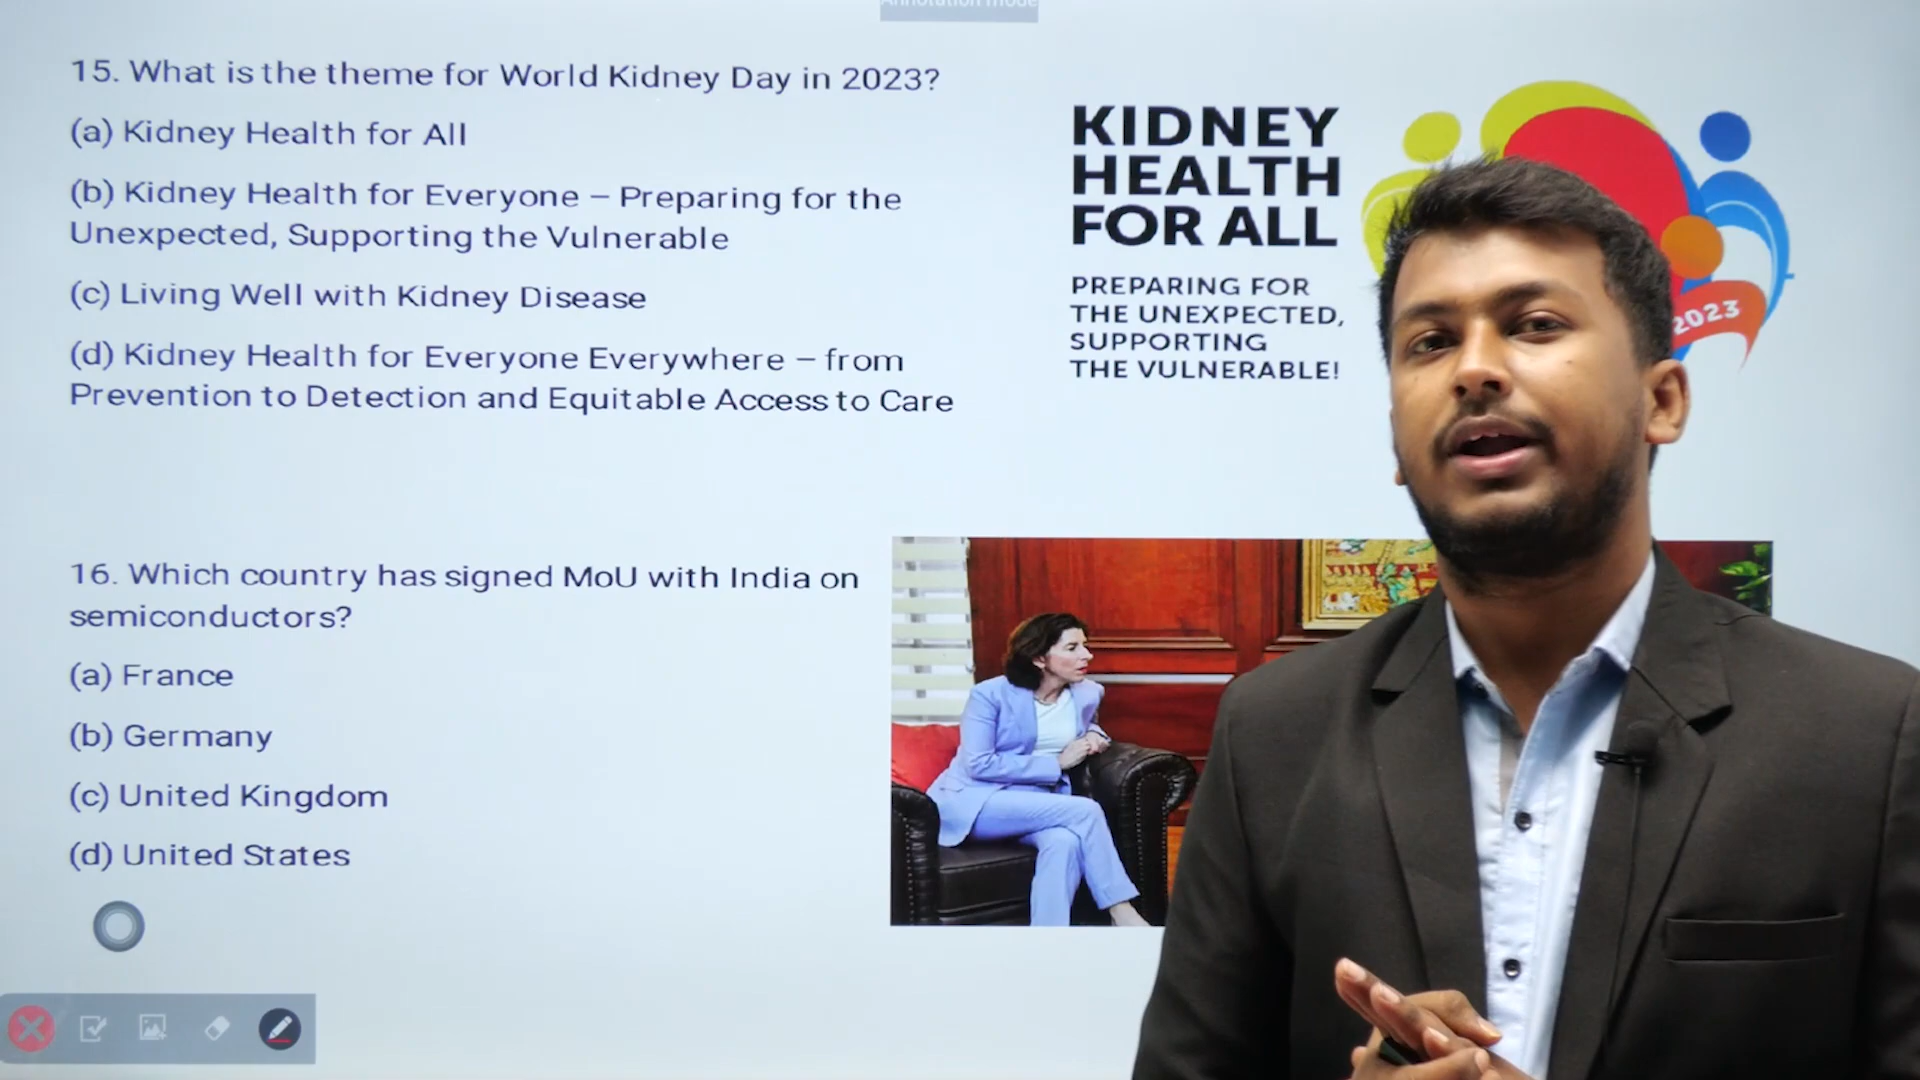 Annotation mode
15. What is the theme for World Kidney Day in 2023?
(a) Kidney Health for All
(b) Kidney Health for Everyone – Preparing for the
Unexpected, Supporting the Vulnerable
(c) Living Well with Kidney Disease
(d) Kidney Health for Everyone Everywhere – from
Prevention to Detection and Equitable Access to Care
KIDNEY
HEALTH
FOR ALL
PREPARING FOR
THE UNEXPECTED,
SUPPORTING
THE VULNERABLE!
2023
16. Which country has signed MoU with India on
semiconductors?
(a) France
(b) Germany
(c) United Kingdom
(d) United States